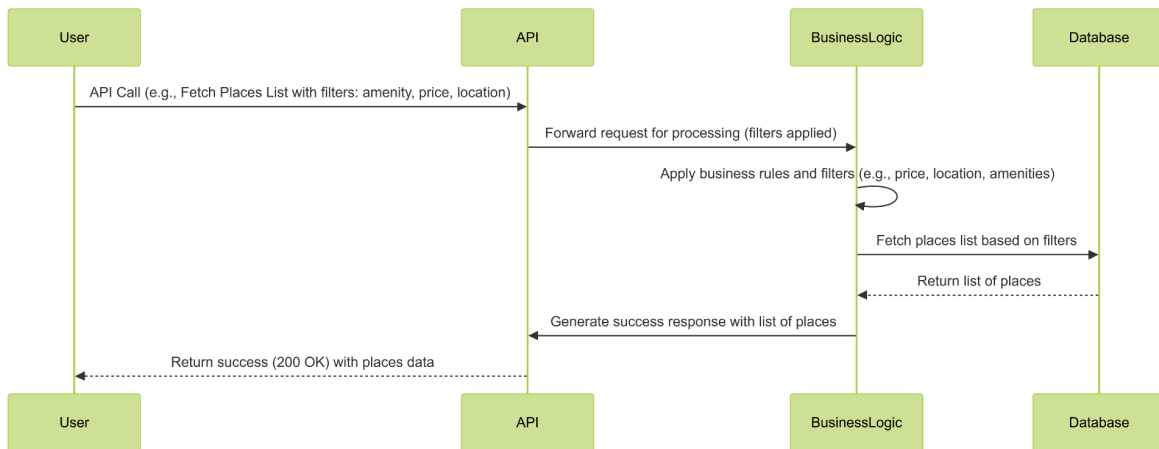 User
API
BusinessLogic
Database
API Call (e.g., Fetch Places List with filters: amenity, price, location)
Forward request for processing (filters applied)
Apply business rules and filters (e.g., price, location, amenities)
Fetch places list based on filters
Return list of places
Generate success response with list of places
Return success (200 OK) with places data
User
API
BusinessLogic
Database